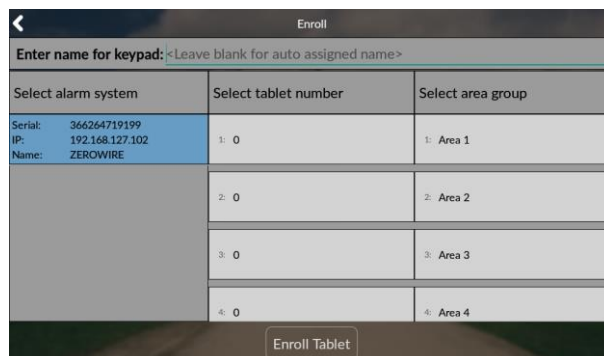 Enroll
Enter name for keypad: <Leave blank for auto assigned name>
Select alarm system
Select tablet number
Select area group
Serial: 366264719199
IP: 192.168.127.102
Name: ZEROWIRE
1: 0
1: Area 1
2: 0
2: Area 2
3: 0
3: Area 3
4: 0
4: Area 4
Enroll Tablet